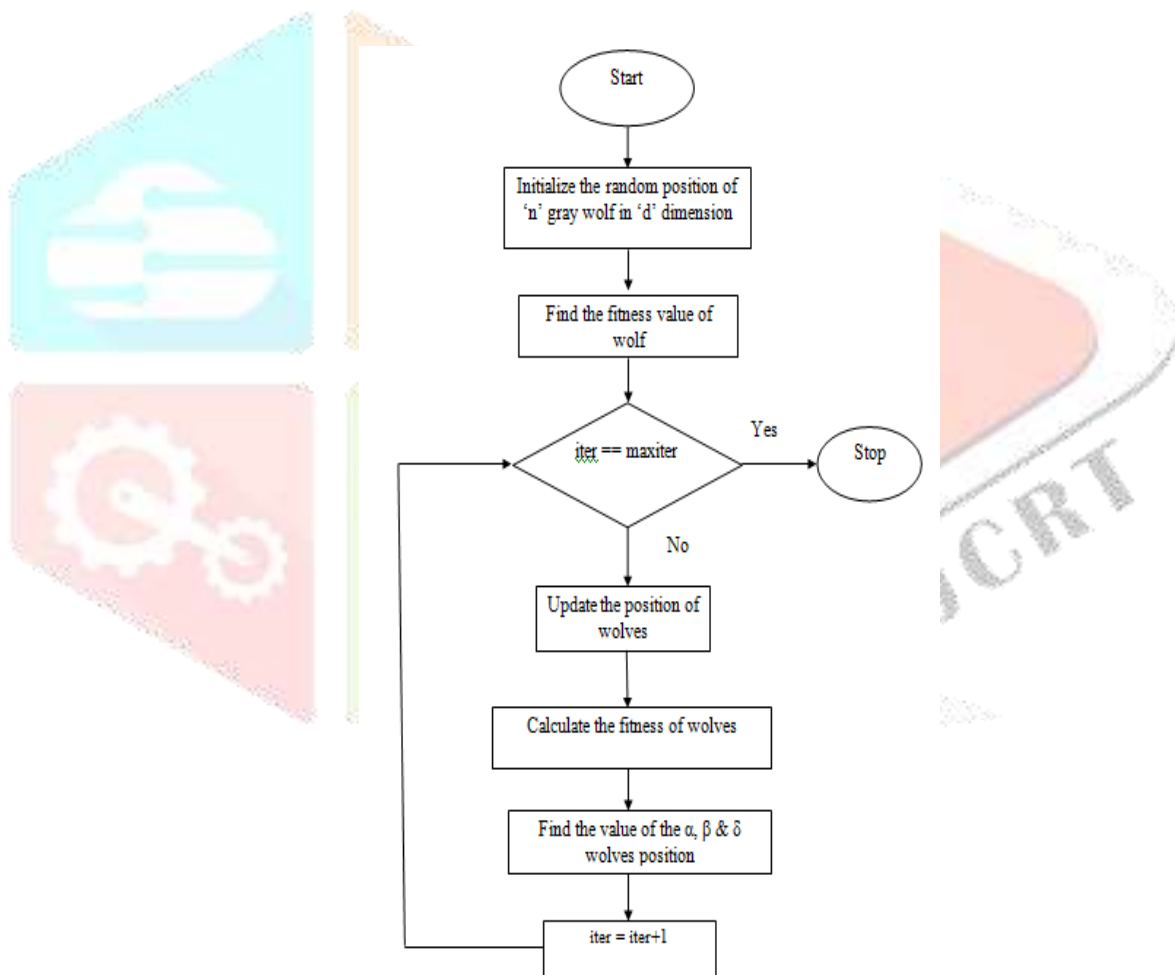 Start
Initialize the random position of
‘n’ gray wolf in ‘d’ dimension
Find the fitness value of
wolf
iter == maxiter
Yes
Stop
No
Update the position of
wolves
Calculate the fitness of wolves
Find the value of the α, β & δ
wolves position
iter = iter+1